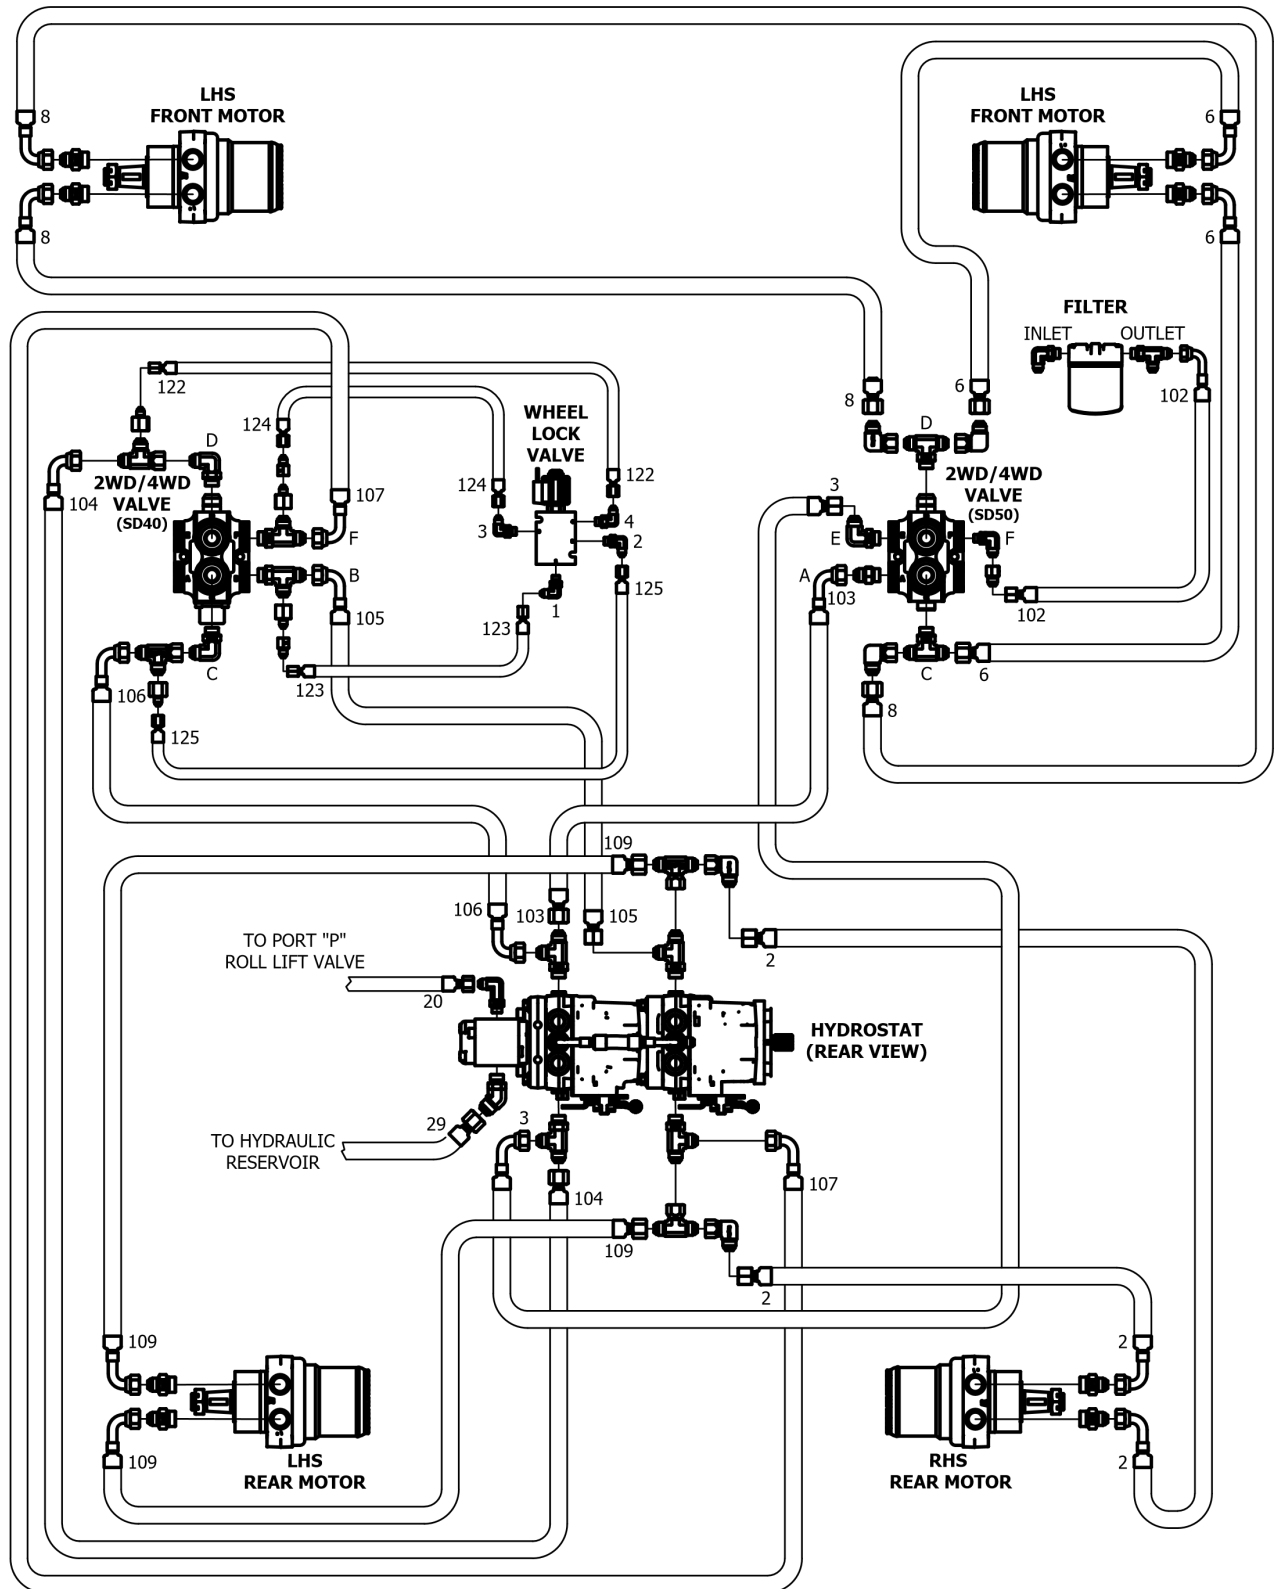 8
LHS
FRONT MOTOR
LHS
FRONT MOTOR
6
8
6
FILTER
INLET
OUTLET
122
8
6
102
124
WHEEL
LOCK
VALVE
D
D
2WD/4WD
VALVE
(SD40)
104
107
124
122
2WD/4WD
VALVE
(SD50)
3
3
4
F
2
E
F
B
A
125
103
105
1
102
123
C
123
C
6
106
8
125
109
106
103
105
2
TO PORT "P"
ROLL LIFT VALVE
20
HYDROSTAT
(REAR VIEW)
3
29
TO HYDRAULIC
RESERVOIR
107
104
109
2
109
2
LHS
REAR MOTOR
109
RHS
REAR MOTOR
2